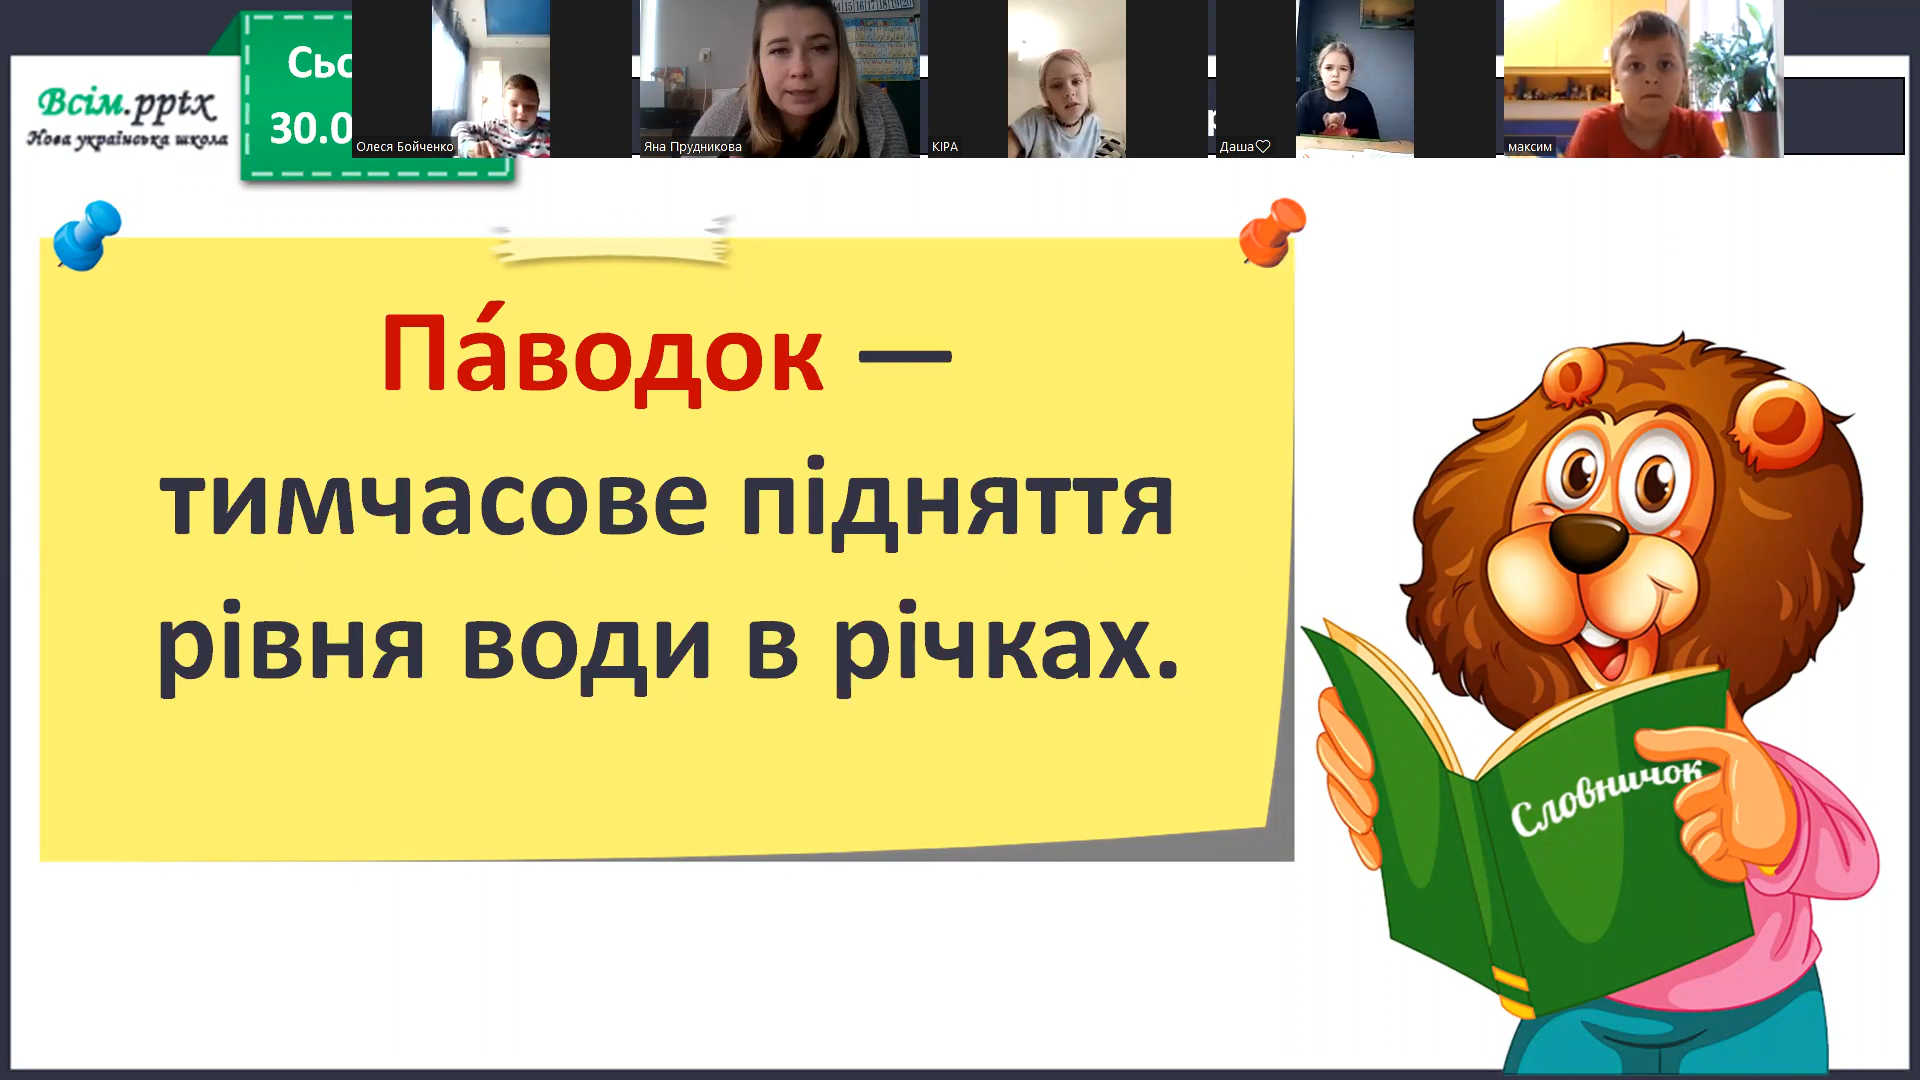 Всім.pptx
Нова українська школа
30.0
Олеся Бойченко
Яна Прудникова
КІРА
Даша♡
максим
Па́водок —
тимчасове підняття
рівня води в річках.
Словничок